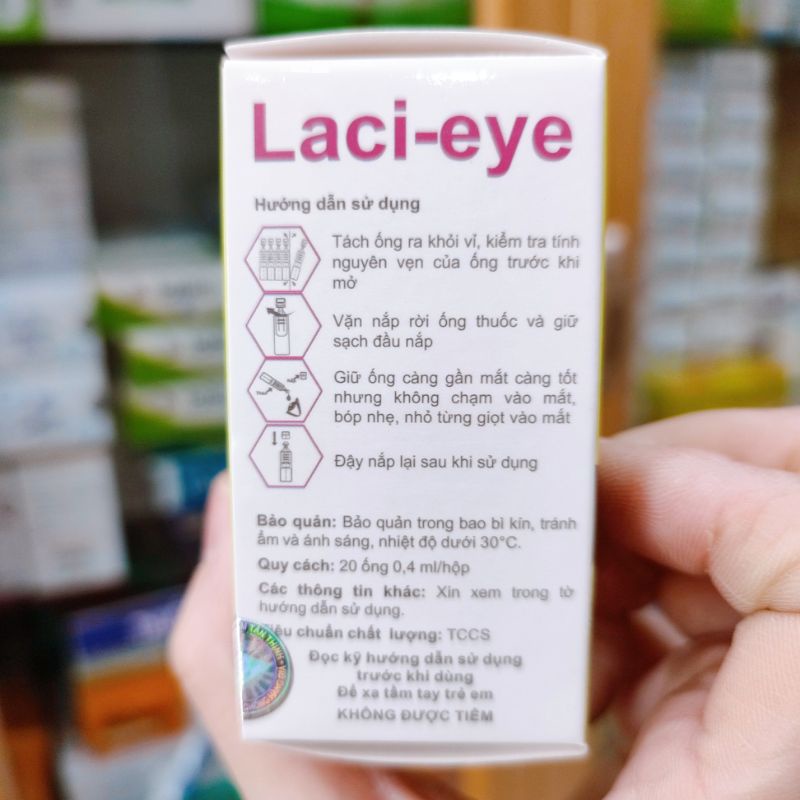 Laci-eye
Hướng dẫn sử dụng
Tách ống ra khỏi vỉ, kiểm tra tính
nguyên vẹn của ống trước khi
mở
Vặn nắp rời ống thuốc và giữ
sạch đầu nắp
Giữ ống càng gần mắt càng tốt
nhưng không chạm vào mắt,
bóp nhẹ, nhỏ từng giọt vào mắt
Đậy nắp lại sau khi sử dụng
Bảo quản: Bảo quản trong bao bì kín, tránh
ẩm và ánh sáng, nhiệt độ dưới 30°C.
Quy cách: 20 ống 0,4 ml/hộp
Các thông tin khác: Xin xem trong tờ
hướng dẫn sử dụng.
chuẩn chất lượng: TCCS
TÂN THỊNH
Đọc kỹ hướng dẫn sử dụng
trước khi dùng
Để xa tầm tay trẻ em
KHÔNG ĐƯỢC TIÊM